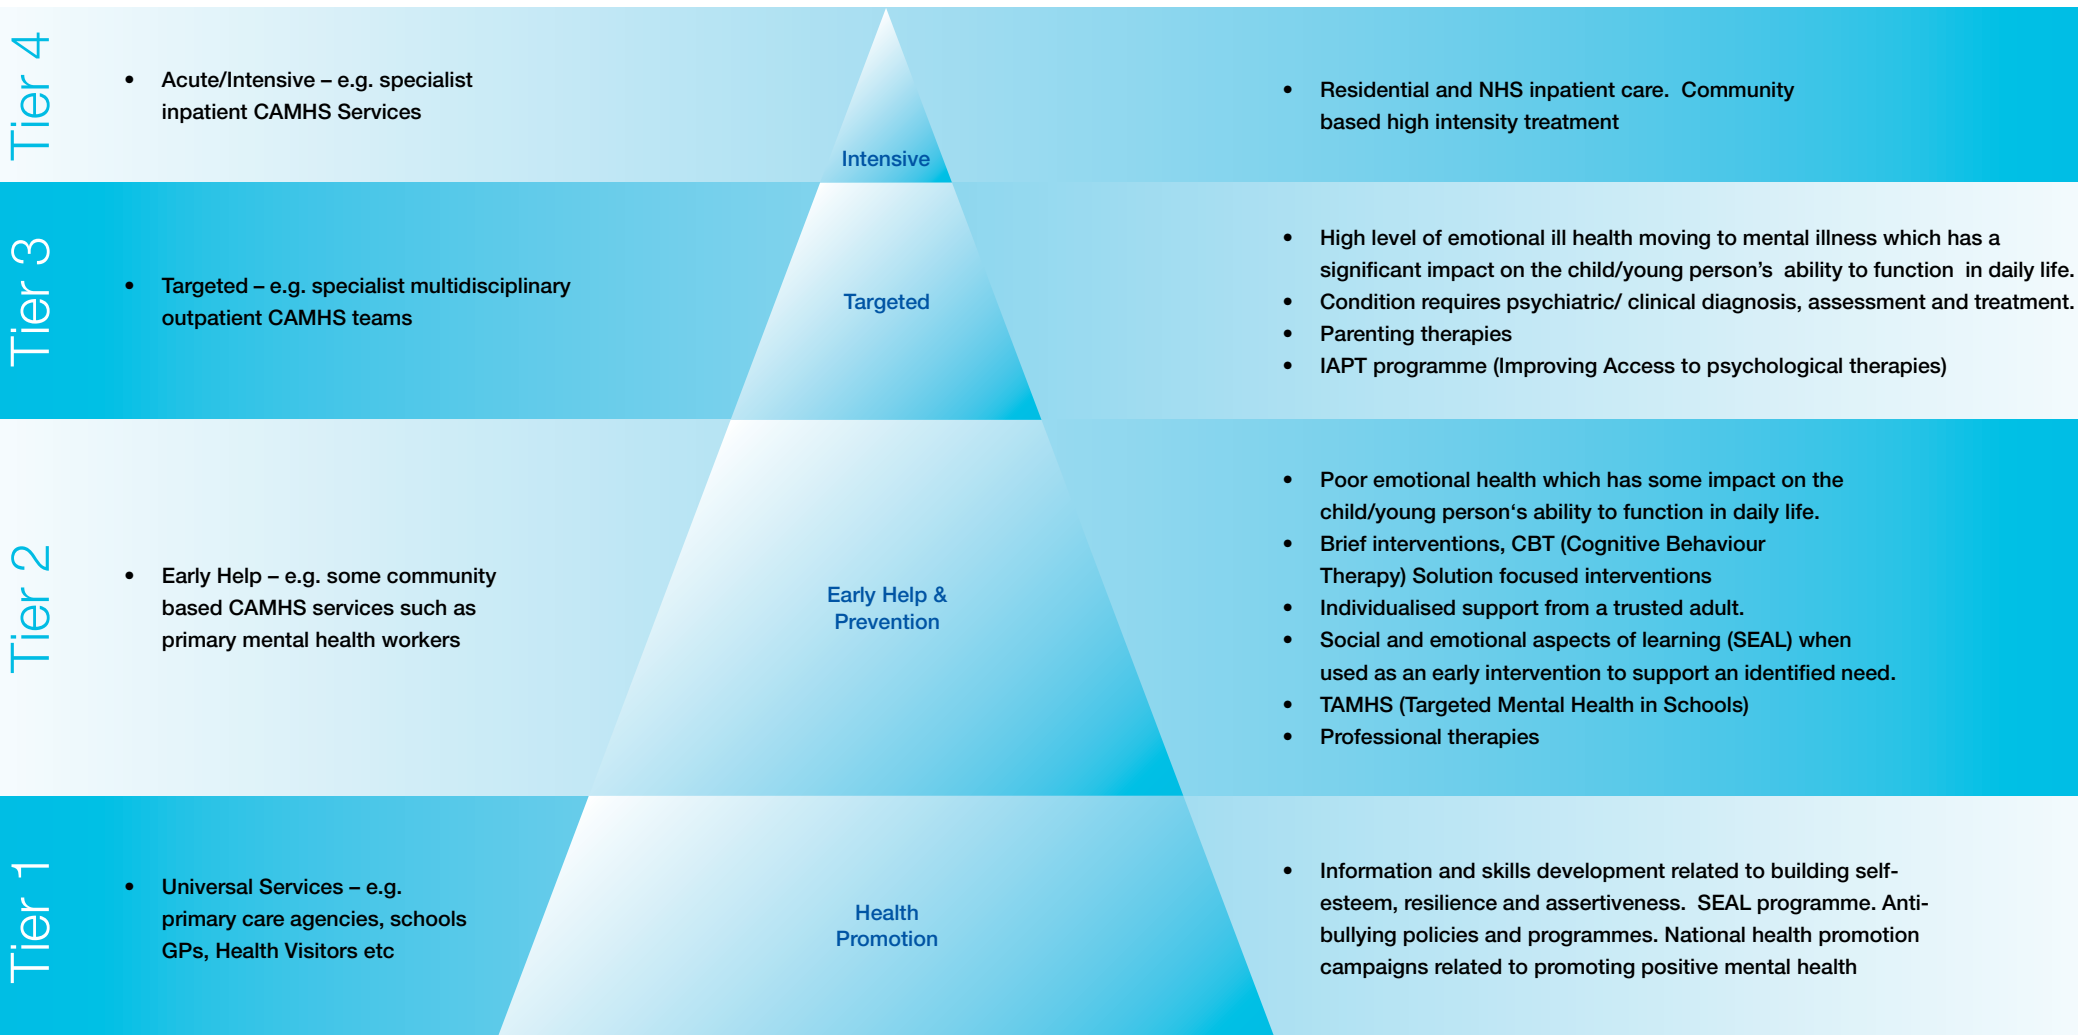 Tier 4
• Acute/Intensive – e.g. specialist
inpatient CAMHS Services
Intensive
• Residential and NHS inpatient care.  Community
based high intensity treatment
Tier 3
• Targeted – e.g. specialist multidisciplinary
outpatient CAMHS teams
Targeted
• High level of emotional ill health moving to mental illness which has a
significant impact on the child/young person’s  ability to function  in daily life.
• Condition requires psychiatric/ clinical diagnosis, assessment and treatment.
• Parenting therapies
• IAPT programme (Improving Access to psychological therapies)
Tier 2
• Early Help – e.g. some community
based CAMHS services such as
primary mental health workers
Early Help &
Prevention
• Poor emotional health which has some impact on the
child/young person‘s ability to function in daily life.
• Brief interventions, CBT (Cognitive Behaviour
Therapy) Solution focused interventions
• Individualised support from a trusted adult.
• Social and emotional aspects of learning (SEAL) when
used as an early intervention to support an identified need.
• TAMHS (Targeted Mental Health in Schools)
• Professional therapies
Tier 1
• Universal Services – e.g.
primary care agencies, schools
GPs, Health Visitors etc
Health
Promotion
• Information and skills development related to building self-
esteem, resilience and assertiveness.  SEAL programme. Anti-
bullying policies and programmes. National health promotion
campaigns related to promoting positive mental health